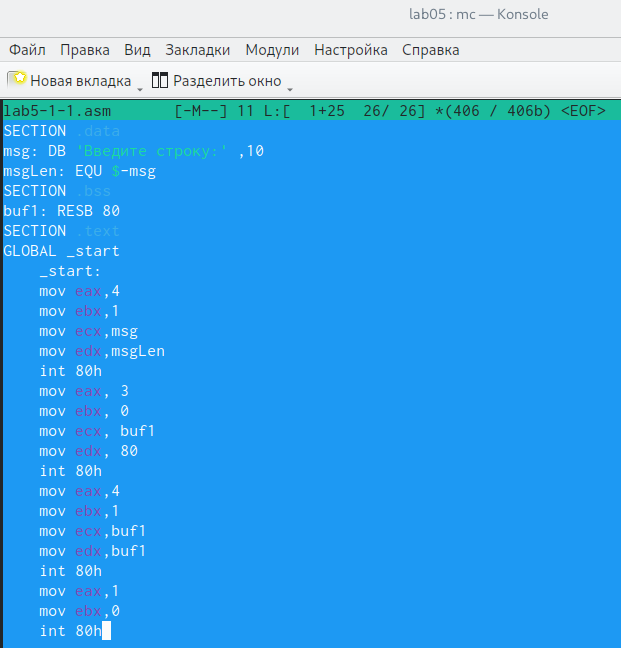 lab05 : mc — Konsole
Файл Правка Вид Закладки Модули Настройка Справка
Новая вкладка Разделить окно
lab5-1-1.asm [-M--] 11 L:[ 1+25 26/ 26] *(406 / 406b) <EOF>
SECTION .data
msg: DB 'Введите строку:' ,10
msgLen: EQU $-msg
SECTION .bss
buf1: RESB 80
SECTION .text
GLOBAL _start
_start:
mov eax,4
mov ebx,1
mov ecx,msg
mov edx,msgLen
int 80h
mov eax, 3
mov ebx, 0
mov ecx, buf1
mov edx, 80
int 80h
mov eax,4
mov ebx,1
mov ecx,buf1
mov edx,buf1
int 80h
mov eax,1
mov ebx,0
int 80h